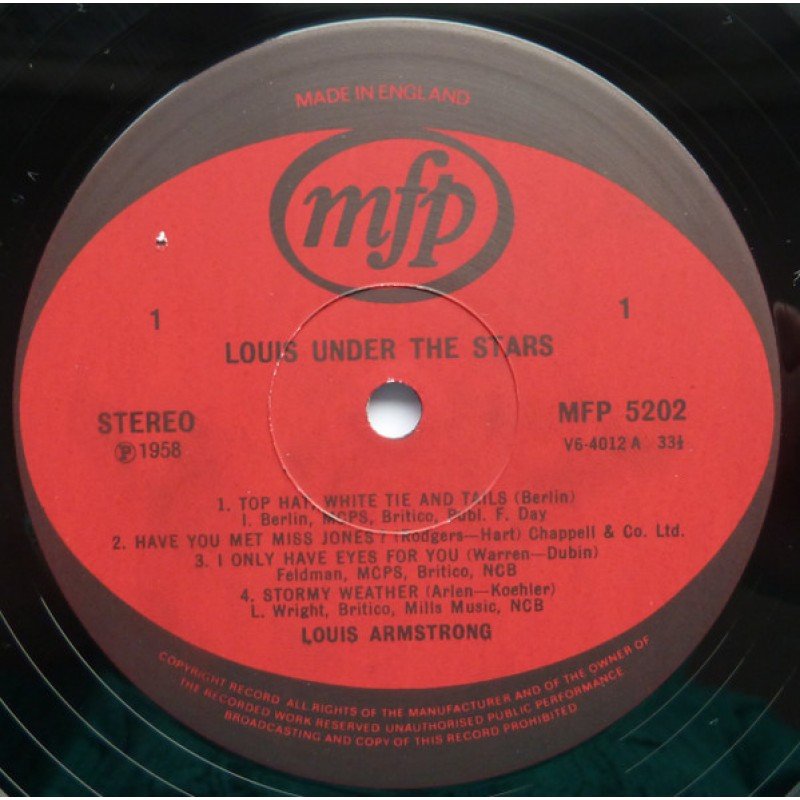 MADE IN ENGLAND
mfp
1
1
LOUIS UNDER THE STARS
STEREO
MFP 5202
Ⓟ1958
V6-4012 A 33⅓
1. TOP HAT, WHITE TIE AND TAILS (Berlin)
I. Berlin, MCPS, Britico, Publ. F. Day
2. HAVE YOU MET MISS JONES? (Rodgers—Hart) Chappell & Co. Ltd.
3. I ONLY HAVE EYES FOR YOU (Warren—Dubin)
Feldman, MCPS, Britico, NCB
4. STORMY WEATHER (Arlen—Koehler)
L. Wright, Britico, Mills Music, NCB
LOUIS ARMSTRONG
COPYRIGHT RECORD ALL RIGHTS OF THE MANUFACTURER AND OF THE OWNER OF
THE RECORDED WORK RESERVED UNAUTHORISED PUBLIC PERFORMANCE
BROADCASTING AND COPY OF THIS RECORD PROHIBITED